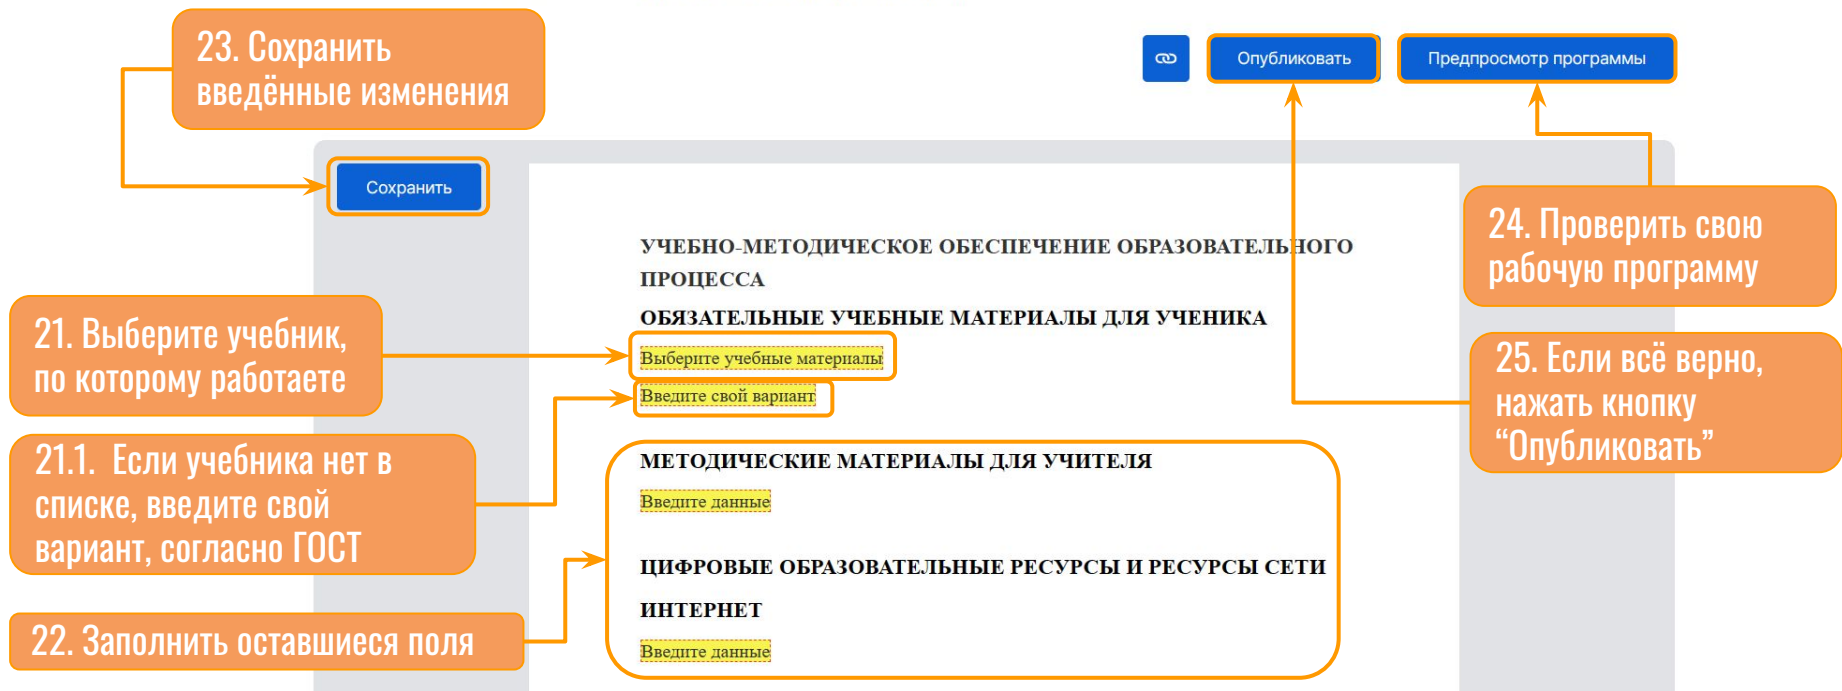 23. Сохранить
введённые изменения
Опубликовать
Предпросмотр программы
Сохранить
24. Проверить свою
рабочую программу
УЧЕБНО-МЕТОДИЧЕСКОЕ ОБЕСПЕЧЕНИЕ ОБРАЗОВАТЕЛЬНОГО
ПРОЦЕССА
ОБЯЗАТЕЛЬНЫЕ УЧЕБНЫЕ МАТЕРИАЛЫ ДЛЯ УЧЕНИКА
21. Выберите учебник,
по которому работаете
Выберите учебные материалы
Введите свой вариант
25. Если всё верно,
нажать кнопку
“Опубликовать”
21.1. Если учебника нет в
списке, введите свой
вариант, согласно ГОСТ
МЕТОДИЧЕСКИЕ МАТЕРИАЛЫ ДЛЯ УЧИТЕЛЯ
Введите данные
ЦИФРОВЫЕ ОБРАЗОВАТЕЛЬНЫЕ РЕСУРСЫ И РЕСУРСЫ СЕТИ
ИНТЕРНЕТ
22. Заполнить оставшиеся поля
Введите данные